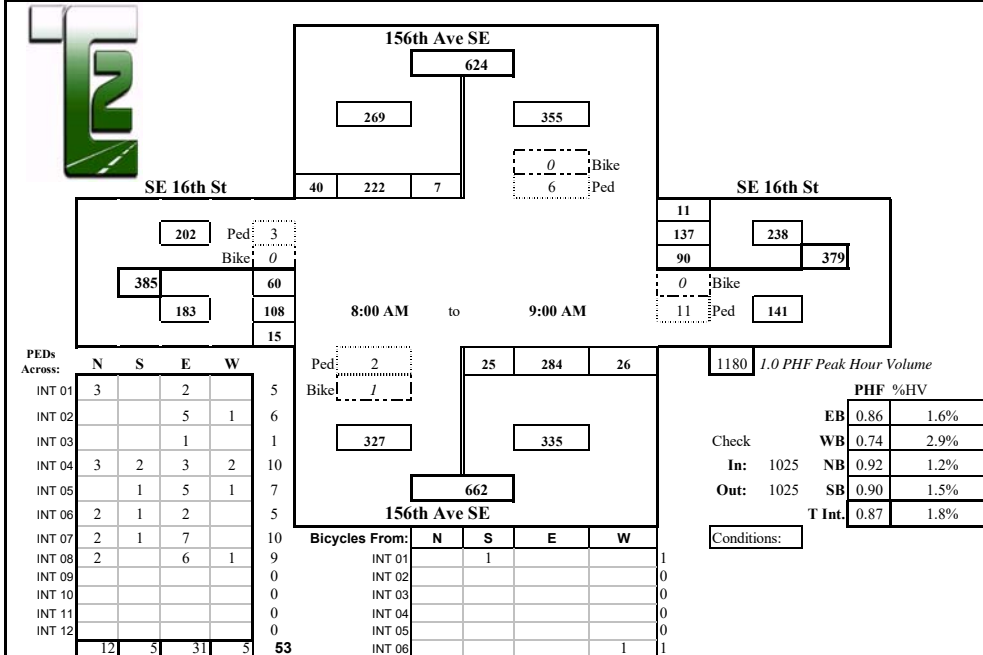 T2
156th Ave SE
624
269 355
0 Bike
40 222 7 6 Ped
SE 16th St SE 16th St
11
202 Ped 3 137 238
Bike 0 90 379
385 60 0 Bike
183 108 8:00 AM to 9:00 AM 11 Ped 141
15
PEDs
Across: N S E W Ped 2 25 284 26 1180 1.0 PHF Peak Hour Volume
INT 01 3 2 5 Bike 1 PHF %HV
INT 02 5 1 6 EB 0.86 1.6%
INT 03 1 1 327 335 Check WB 0.74 2.9%
INT 04 3 2 3 2 10 In: 1025 NB 0.92 1.2%
INT 05 1 5 1 7 662 Out: 1025 SB 0.90 1.5%
INT 06 2 1 2 5 156th Ave SE T Int. 0.87 1.8%
INT 07 2 1 7 10 Bicycles From: N S E W Conditions:
INT 08 2 6 1 9 INT 01 1 1
INT 09 0 INT 02 0
INT 10 0 INT 03 0
INT 11 0 INT 04 0
INT 12 0 INT 05 0
12 5 31 5 53 INT 06 1 1